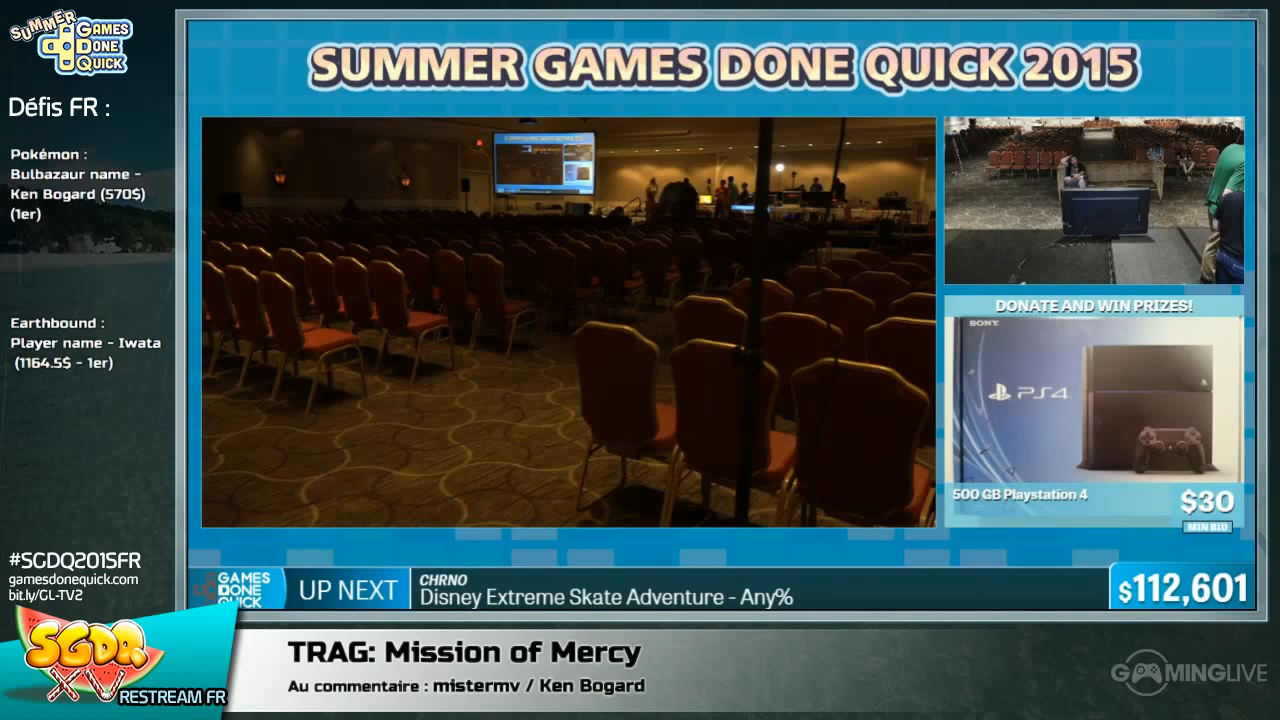 SUMMER
GAMES
DONE
QUICK
Défis FR :
Pokémon :
Bulbazaur name -
Ken Bogard (570$)
(1er)
Earthbound :
Player name - Iwata
(1164.5$ - 1er)
#SGDQ2015FR
gamesdonequick.com
bit.ly/GL-TV2
SGDQ
XV
RESTREAM FR
SUMMER GAMES DONE QUICK 2015
DONATE AND WIN PRIZES!
SONY
PS4
500 GB Playstation 4
$30
MIN BID
GAMES
DONE
QUICK
UP NEXT
CHRNO
Disney Extreme Skate Adventure - Any%
$112,601
TRAG: Mission of Mercy
Au commentaire : mistermv / Ken Bogard
GAMINGLIVE